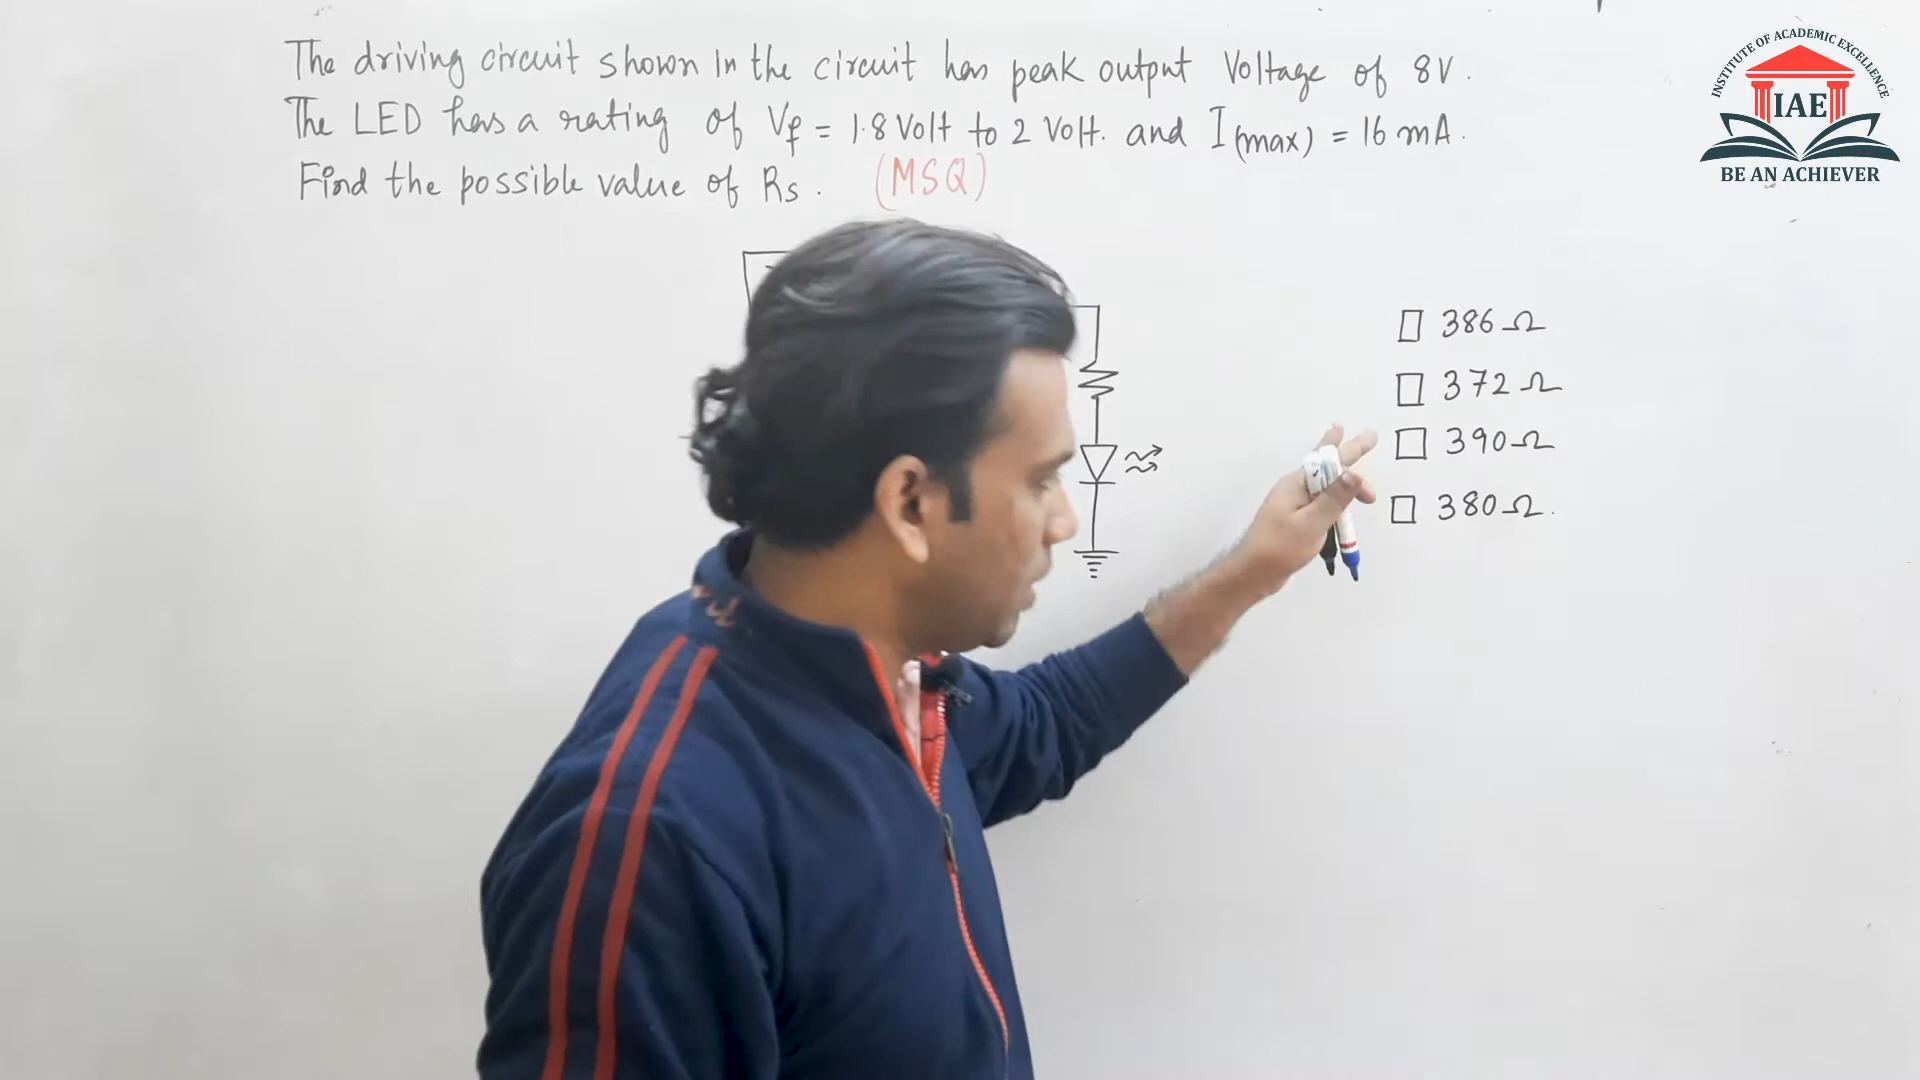 The driving circuit shown in the circuit has peak output Voltage of 8V.
The LED has a rating of Vf = 1.8 Volt to 2 Volt. and I(max) = 16 mA.
Find the possible value of Rs. (MSQ)
386 Ω
372 Ω
390 Ω
380 Ω.
INSTITUTE OF ACADEMIC EXCELLENCE
IAE
BE AN ACHIEVER